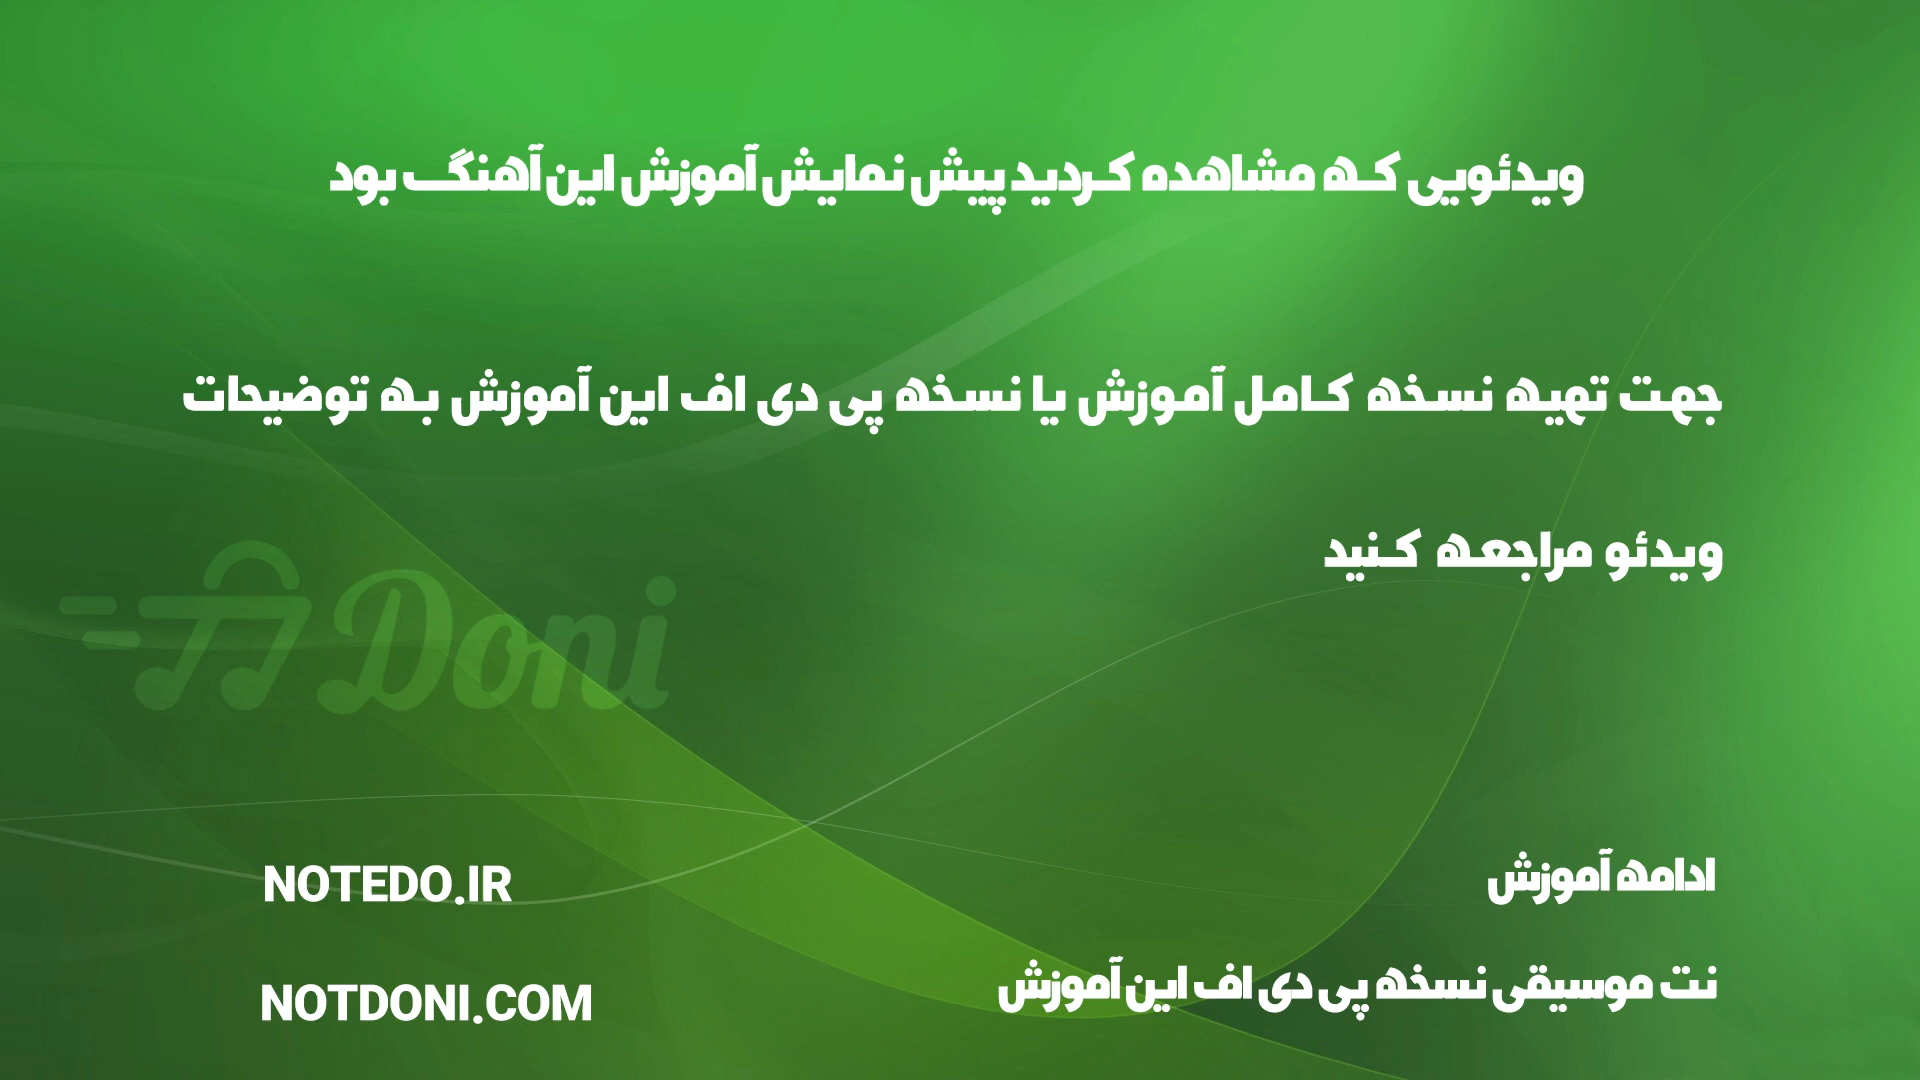 ویدئویی که مشاهده کردید پیش نمایش آموزش این آهنگ بود
جهت تهیه نسخه کامل آموزش یا نسخه پی دی اف این آموزش به توضیحات
ویدئو مراجعه کنید
Doni
ادامه آموزش
NOTEDO.IR
نت موسیقی نسخه پی دی اف این آموزش
NOTDONI.COM